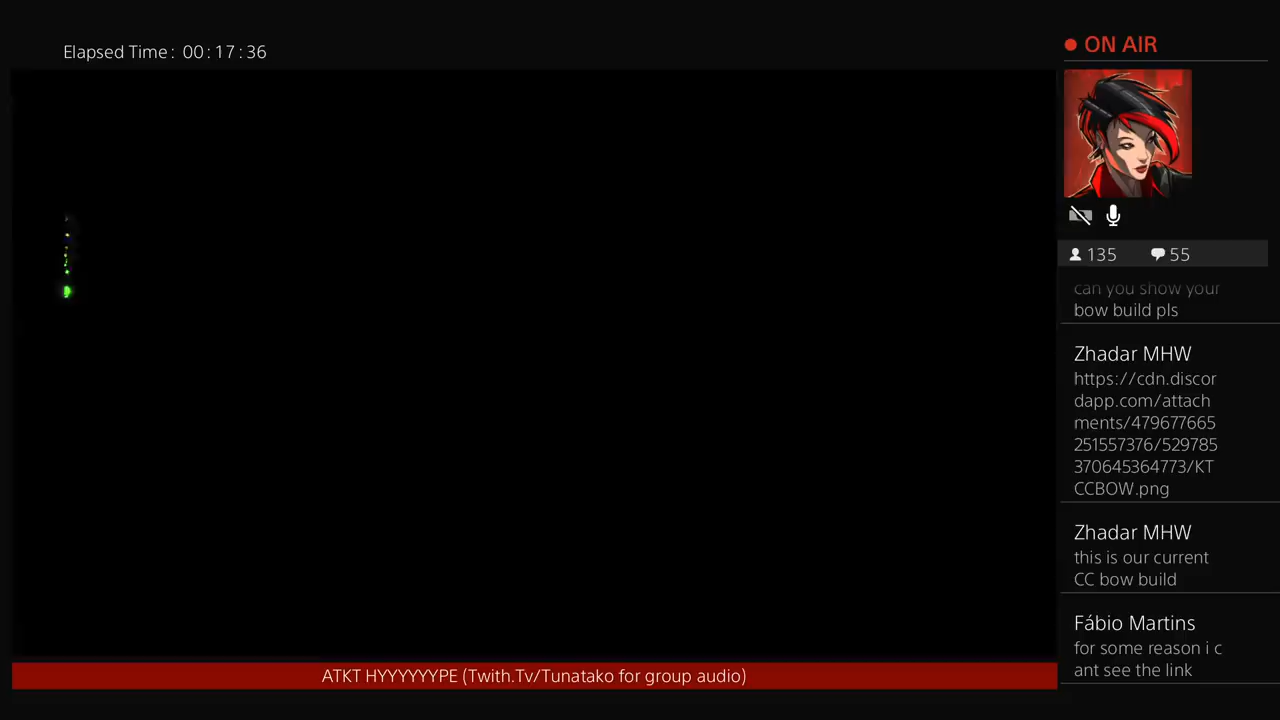 Elapsed Time: 00:17:36
ON AIR
135 55
can you show your
bow build pls
Zhadar MHW
https://cdn.discor
dapp.com/attach
ments/479677665
251557376/529785
370645364773/KT
CCBOW.png
Zhadar MHW
this is our current
CC bow build
Fábio Martins
for some reason i c
ant see the link
ATKT HYYYYYYPE (Twith.Tv/Tunatako for group audio)